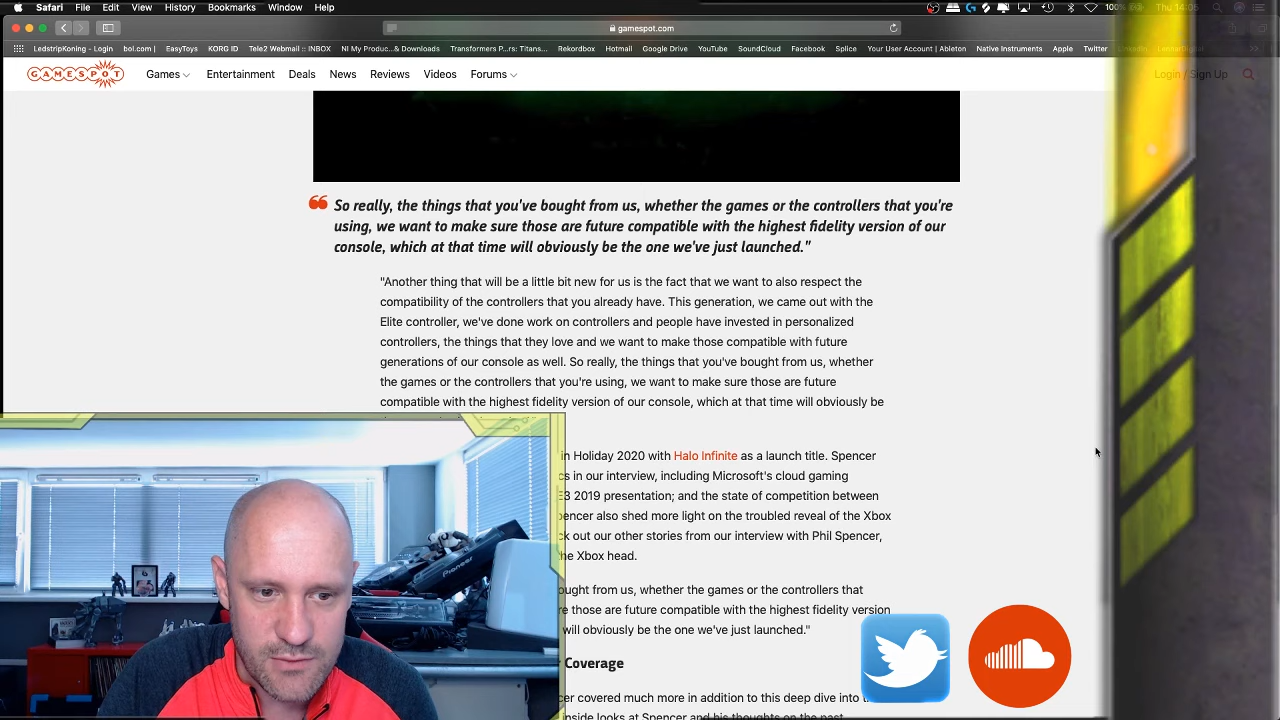 Safari File Edit View History Bookmarks Window Help 100% Thu 14:05
gamespot.com
LedstripKoning - Login bol.com EasyToys KORG ID Tele2 Webmail :: INBOX NI My Produc...& Downloads Transformers P...rs: Titans... Rekordbox Hotmail Google Drive YouTube SoundCloud Facebook Splice Your User Account | Ableton Native Instruments Apple Twitter LinkedIn
GAMESPOT Games Entertainment Deals News Reviews Videos Forums Login / Sign Up
So really, the things that you've bought from us, whether the games or the controllers that you're
using, we want to make sure those are future compatible with the highest fidelity version of our
console, which at that time will obviously be the one we've just launched."
"Another thing that will be a little bit new for us is the fact that we want to also respect the
compatibility of the controllers that you already have. This generation, we came out with the
Elite controller, we've done work on controllers and people have invested in personalized
controllers, the things that they love and we want to make those compatible with future
generations of our console as well. So really, the things that you've bought from us, whether
the games or the controllers that you're using, we want to make sure those are future
compatible with the highest fidelity version of our console, which at that time will obviously be
in Holiday 2020 with Halo Infinite as a launch title. Spencer
in our interview, including Microsoft's cloud gaming
2019 presentation; and the state of competition between
Spencer also shed more light on the troubled reveal of the Xbox
out our other stories from our interview with Phil Spencer,
the Xbox head.
bought from us, whether the games or the controllers that
those are future compatible with the highest fidelity version
will obviously be the one we've just launched."
Coverage
covered much more in addition to this deep dive into
inside looks at Spencer and his thoughts on the past
Pioneer